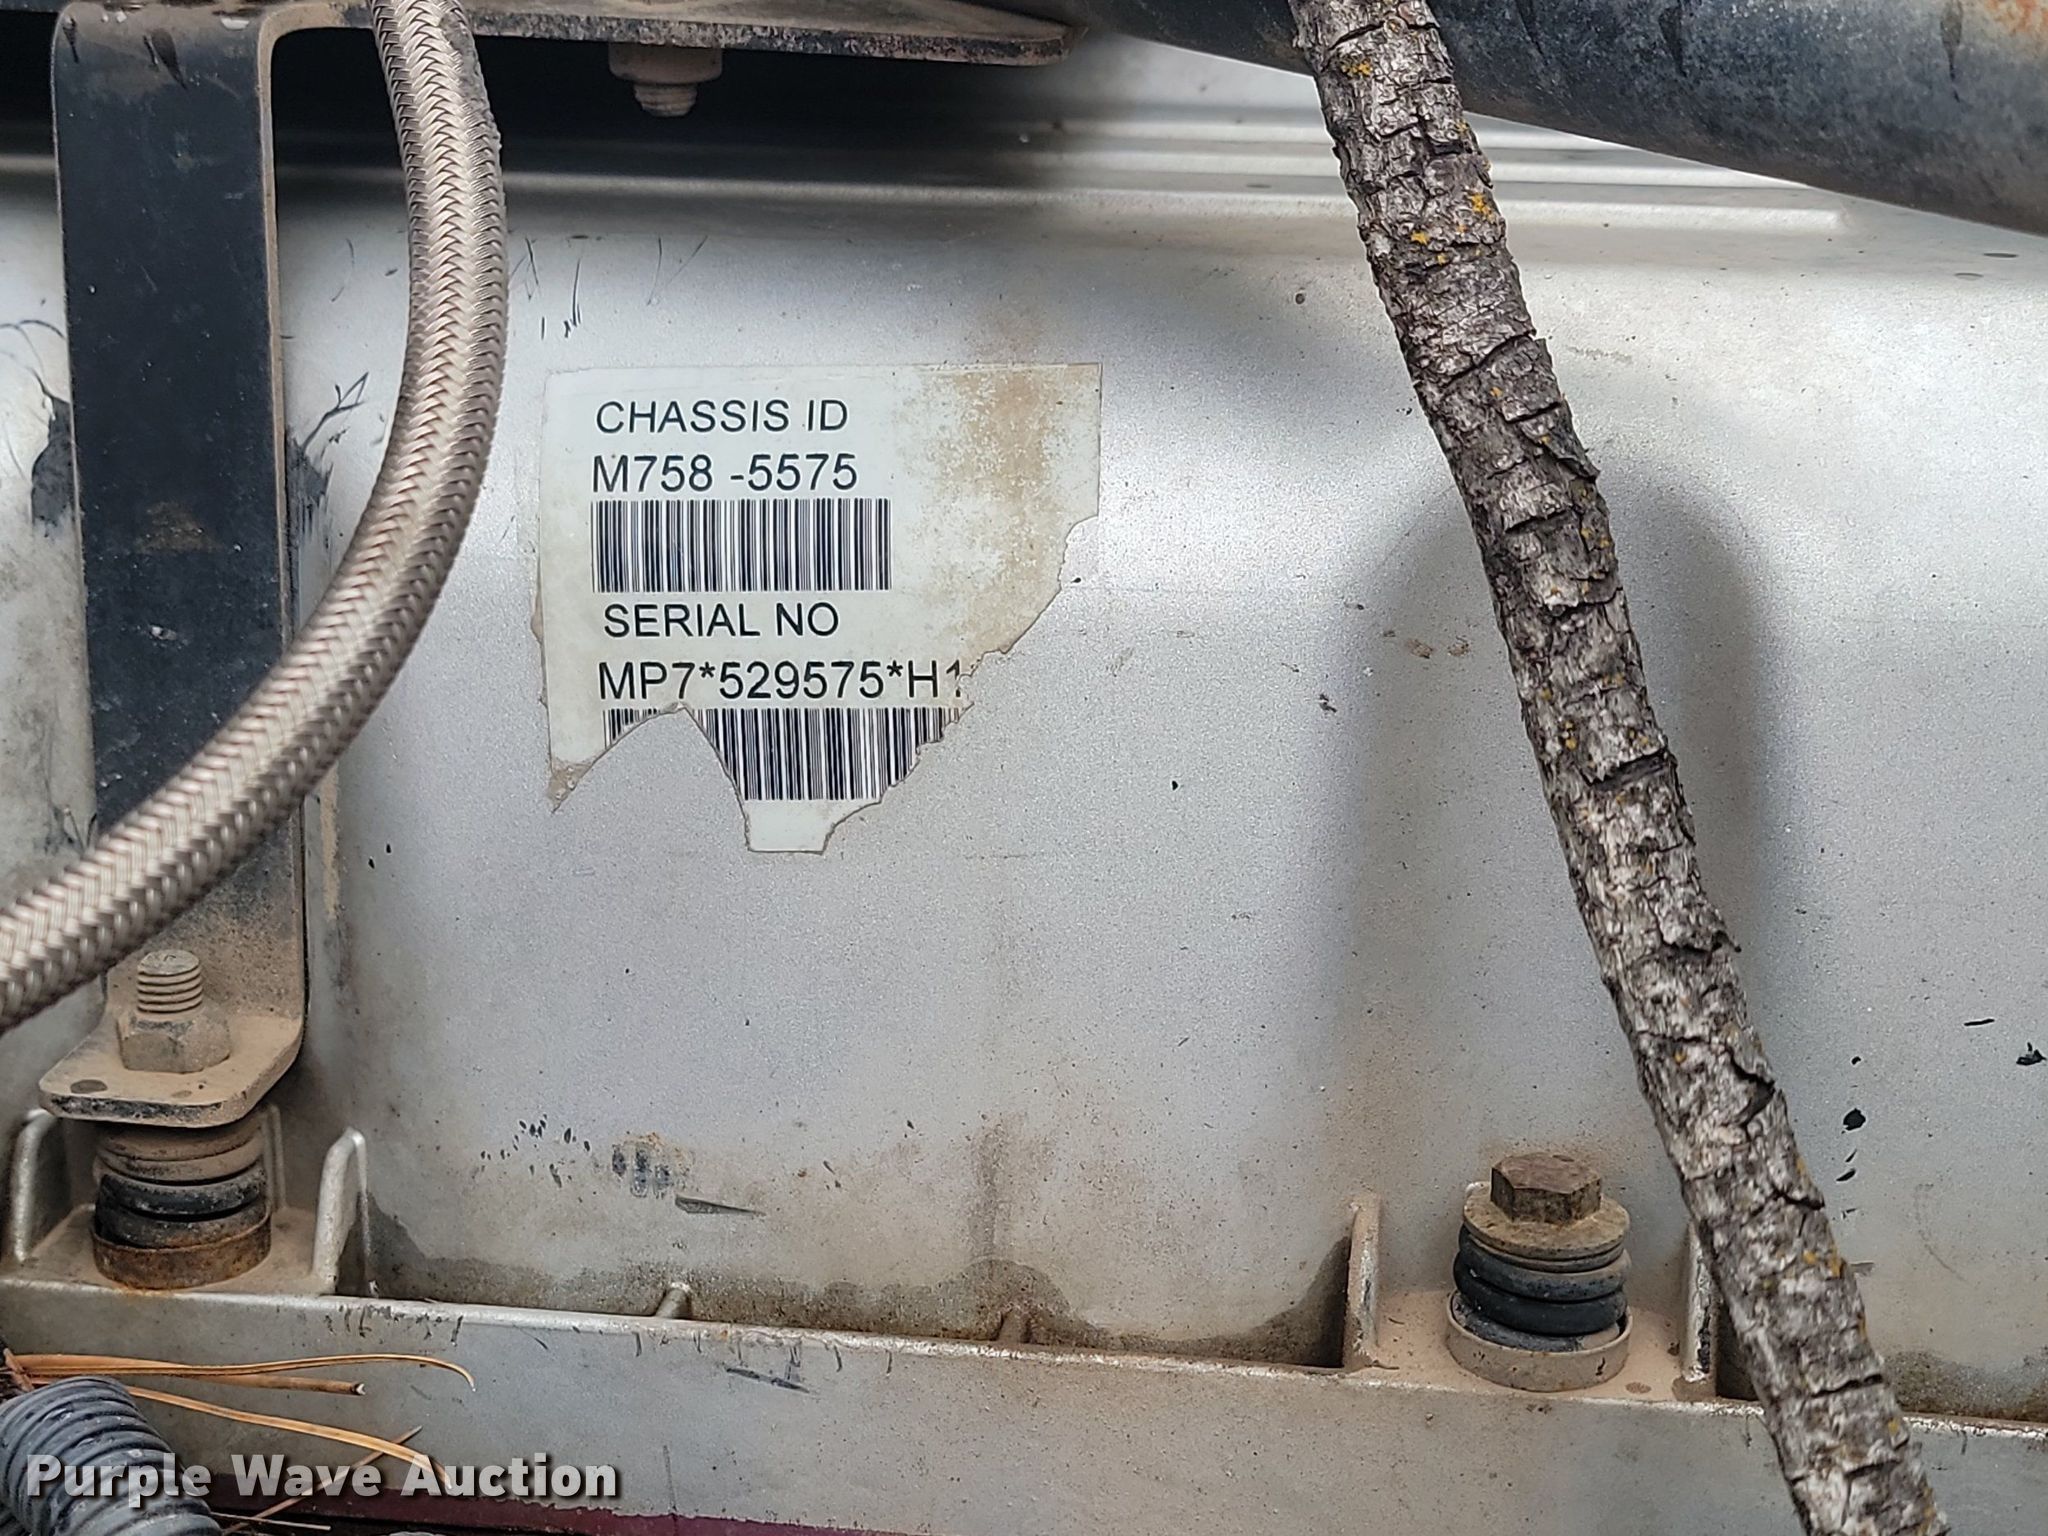 CHASSIS ID
M758 -5575
SERIAL NO
MP7*529575*H1
Purple Wave Auction